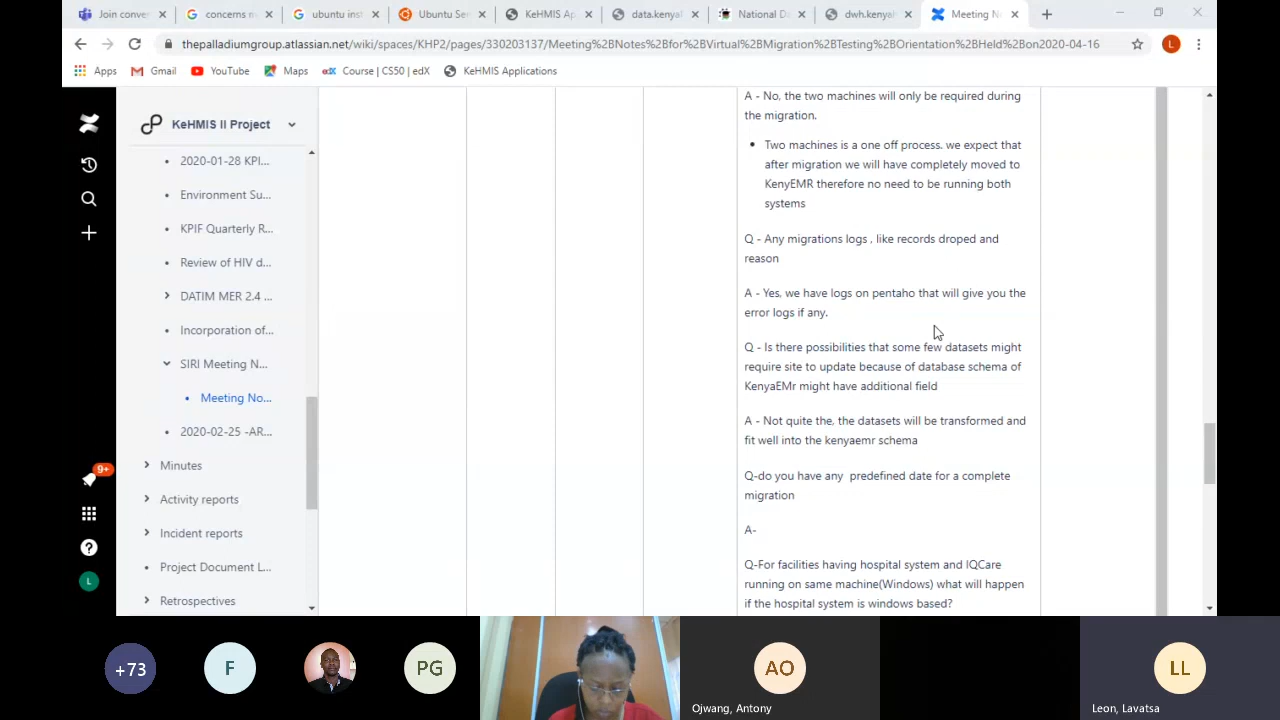 Join conver
concerns m
ubuntu inst
Ubuntu Ser
KeHMIS Ap
data.kenyal
National D
dwh.kenyal
Meeting N
thepalladiumgroup.atlassian.net/wiki/spaces/KHP2/pages/330203137/Meeting%2BNotes%2Bfor%2BVirtual%2BMigration%2BTesting%2BOrientation%2BHeld%2Bon2020-04-16
L
Apps
Gmail
YouTube
Maps
edX
Course | CS50 | edX
KeHMIS Applications
KeHMIS II Project
2020-01-28 KPI...
Environment Su...
KPIF Quarterly R...
Review of HIV d...
DATIM MER 2.4 ...
Incorporation of...
SIRI Meeting N...
Meeting No...
2020-02-25 -AR...
Minutes
Activity reports
Incident reports
Project Document L...
Retrospectives
9+
?
L
A - No, the two machines will only be required during
the migration.
Two machines is a one off process. we expect that
after migration we will have completely moved to
KenyEMR therefore no need to be running both
systems
Q - Any migrations logs , like records droped and
reason
A - Yes, we have logs on pentaho that will give you the
error logs if any.
Q - Is there possibilities that some few datasets might
require site to update because of database schema of
KenyaEMr might have additional field
A - Not quite the, the datasets will be transformed and
fit well into the kenyaemr schema
Q-do you have any predefined date for a complete
migration
A-
Q-For facilities having hospital system and IQCare
running on same machine(Windows) what will happen
if the hospital system is windows based?
+73
F
PG
AO
Ojwang, Antony
LL
Leon, Lavatsa